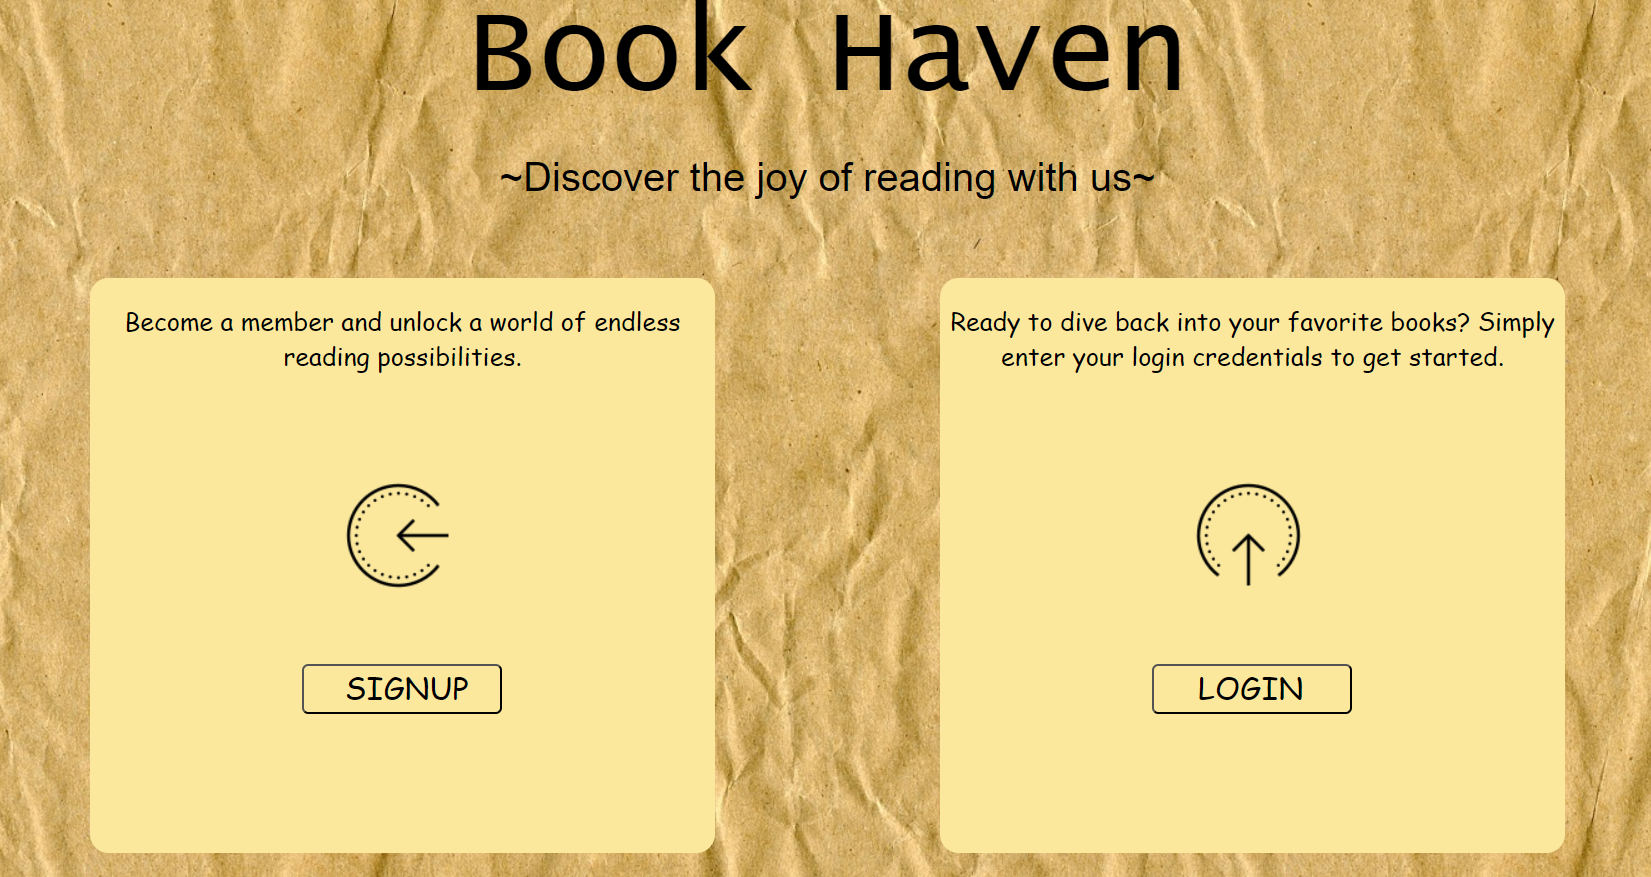 Book Haven
~Discover the joy of reading with us~
Become a member and unlock a world of endless
reading possibilities.
SIGNUP
Ready to dive back into your favorite books? Simply
enter your login credentials to get started.
LOGIN